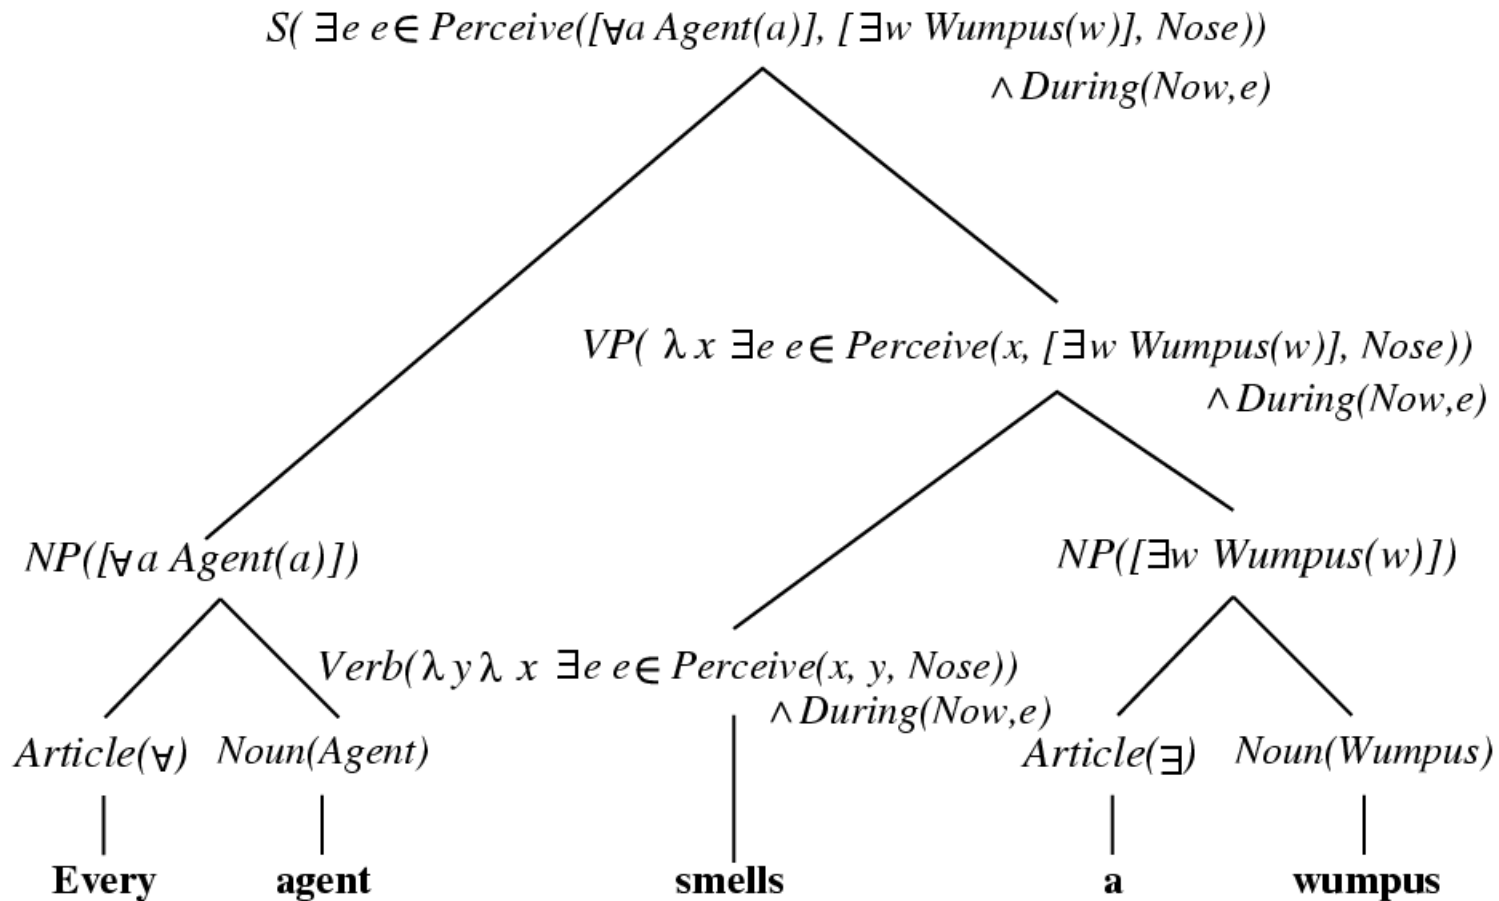 S( ∃e e∈ Perceive([∀a Agent(a)], [ ∃w Wumpus(w)], Nose))
∧ During(Now,e)
VP( λ x ∃e e∈ Perceive(x, [∃w Wumpus(w)], Nose))
∧ During(Now,e)
NP([∀a Agent(a)])
NP([∃w Wumpus(w)])
Verb(λ y λ x ∃e e∈ Perceive(x, y, Nose))
∧ During(Now,e)
Article(∀) Noun(Agent)
Article(∃) Noun(Wumpus)
Every agent smells a wumpus